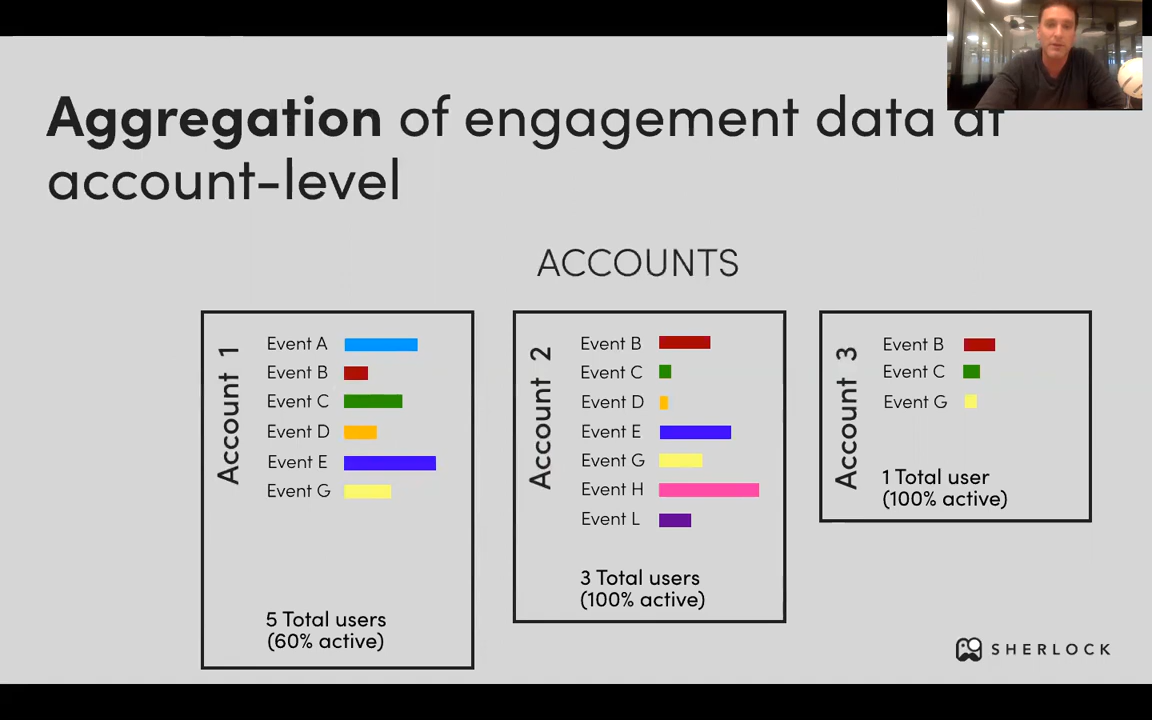 Aggregation of engagement data at
account-level
ACCOUNTS
Account 1
Event A
Event B
Event C
Event D
Event E
Event G
5 Total users
(60% active)
Account 2
Event B
Event C
Event D
Event E
Event G
Event H
Event L
3 Total users
(100% active)
Account 3
Event B
Event C
Event G
1 Total user
(100% active)
SHERLOCK